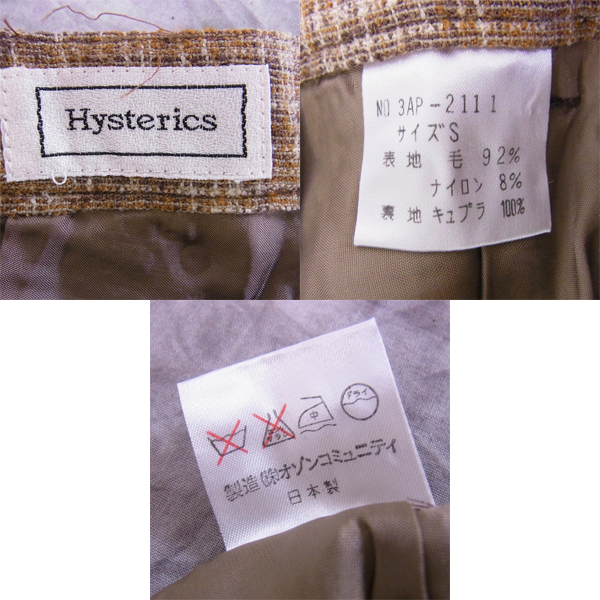 Hysterics
NO 3AP-2111
サイズS
表地 毛 92%
ナイロン 8%
裏地 キュプラ 100%
中
ドライ
製造 ㈱オゾンコミュニティ
日本製